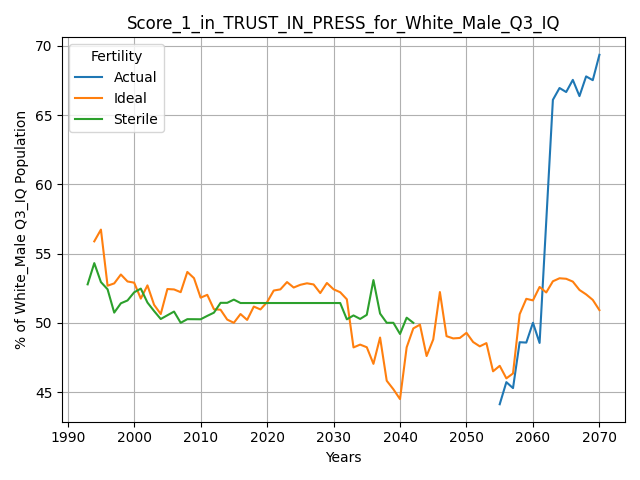 Score_1_in_TRUST_IN_PRESS_for_White_Male_Q3_IQ
Fertility
Actual
Ideal
Sterile
% of White_Male Q3_IQ Population
70
65
60
55
50
45
1990
2000
2010
2020
2030
2040
2050
2060
2070
Years